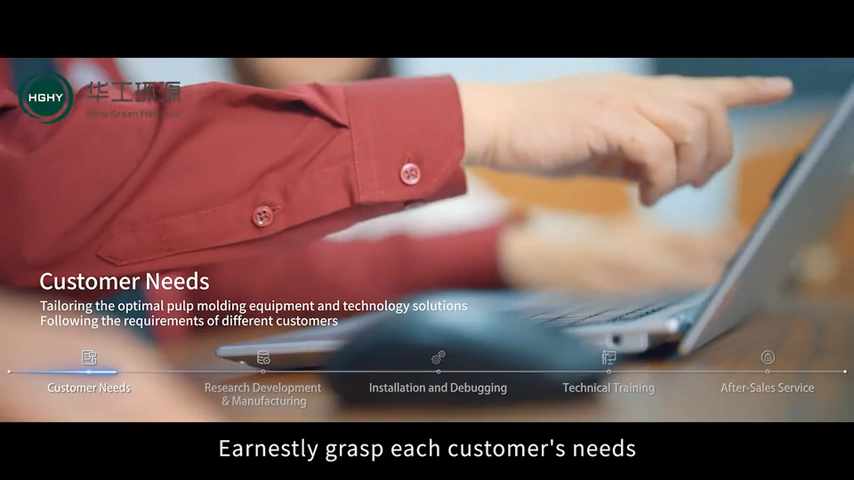 HGHY
华工环源
Customer Needs
Tailoring the optimal pulp molding equipment and technology solutions
Following the requirements of different customers
Customer Needs
Research Development
& Manufacturing
Installation and Debugging
Technical Training
After-Sales Service
Earnestly grasp each customer's needs